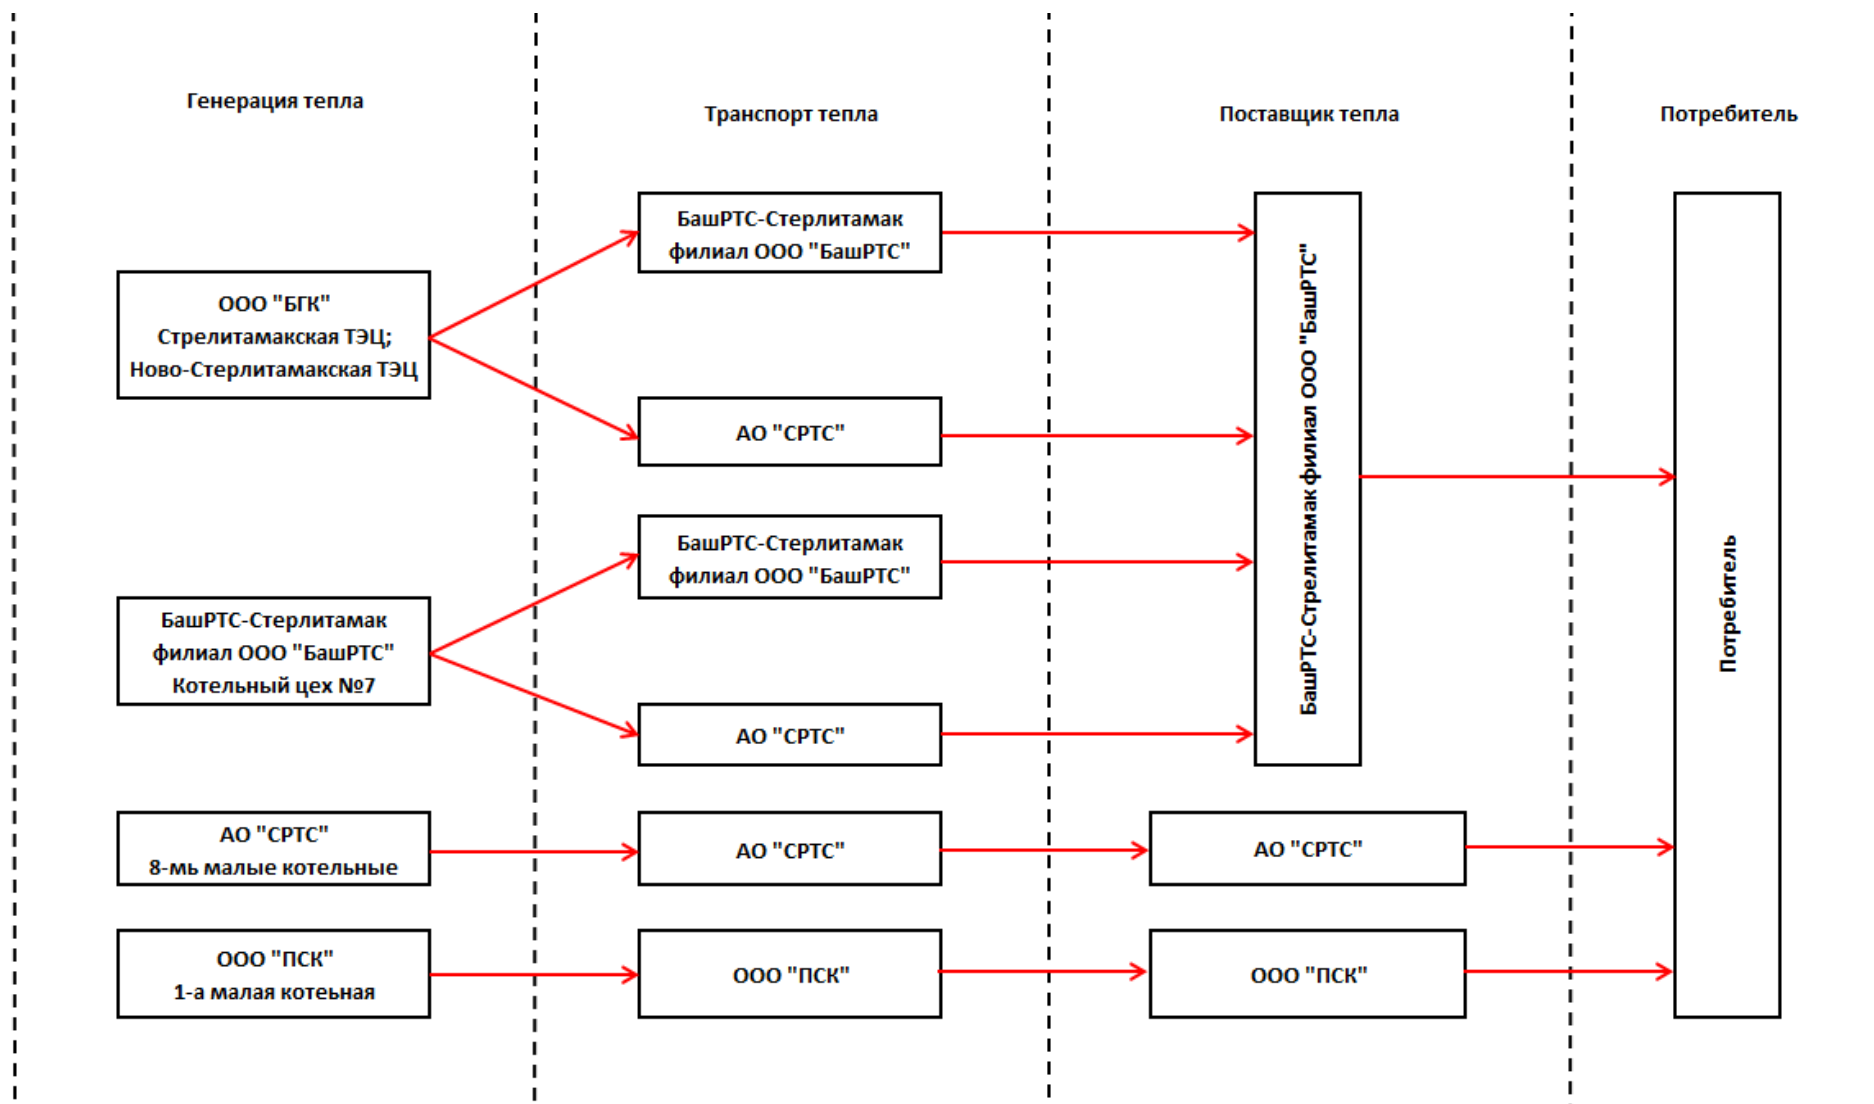 Генерация тепла
Транспорт тепла
Поставщик тепла
Потребитель
ООО "БГК"
Стрелитамакская ТЭЦ;
Ново-Стерлитамакская ТЭЦ
БашРТС-Стерлитамак
филиал ООО "БашРТС"
АО "СРТС"
БашРТС-Стерлитамак
филиал ООО "БашРТС"
Котельный цех №7
БашРТС-Стерлитамак
филиал ООО "БашРТС"
АО "СРТС"
БашРТС-Стрелитамак филиал ООО "БашРТС"
Потребитель
АО "СРТС"
8-мь малые котельные
АО "СРТС"
АО "СРТС"
ООО "ПСК"
1-а малая котеьная
ООО "ПСК"
ООО "ПСК"